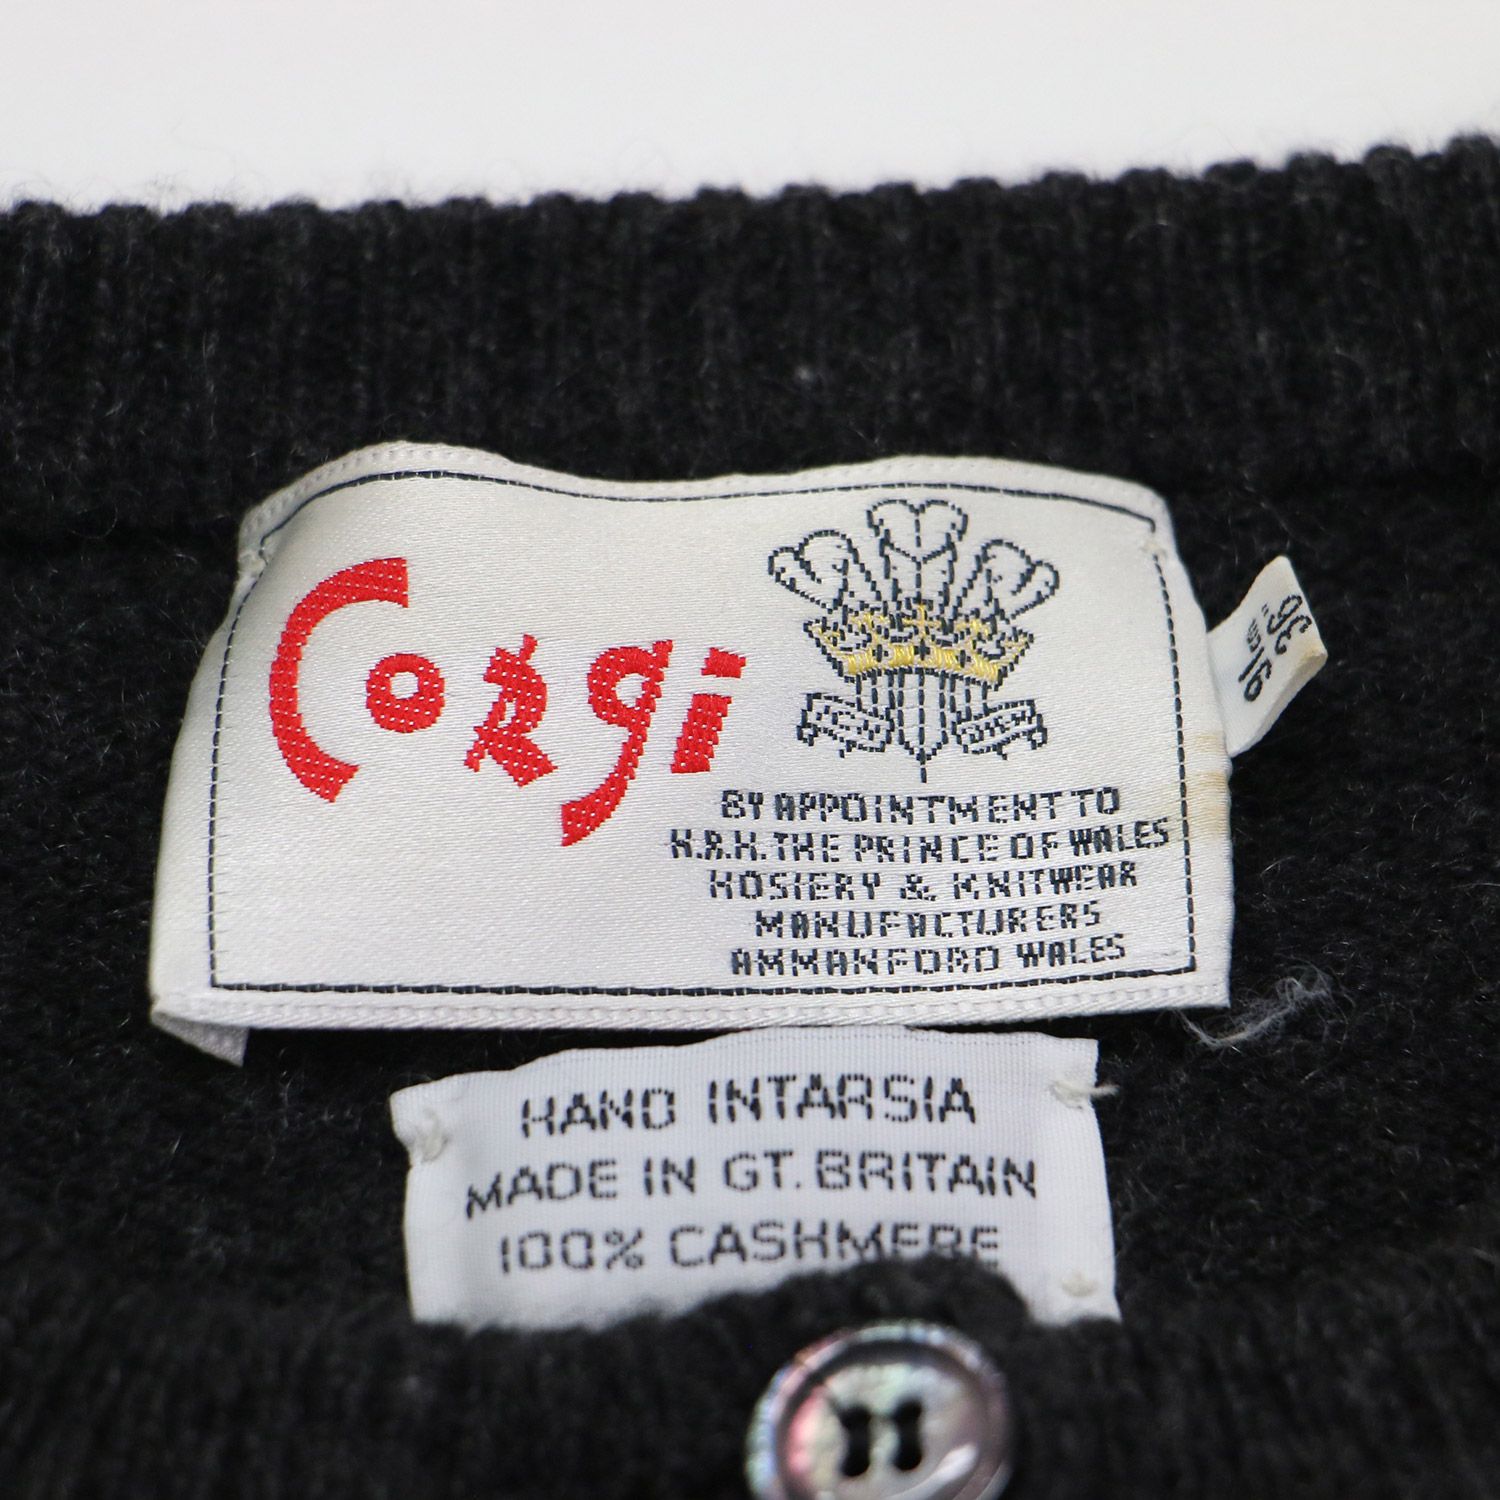 Corgi
BY APPOINTMENT TO
H.R.H. THE PRINCE OF WALES
HOSIERY & KNITWEAR
MANUFACTURERS
AMMANFORD WALES
36"
HAND INTARSIA
MADE IN GT. BRITAIN
100% CASHMERE